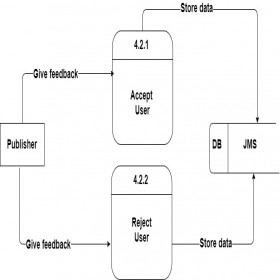 Store data
4.2.1
Give feedback
Accept
User
Publisher
DB JMS
4.2.2
Reject
User
Give feedback
Store data